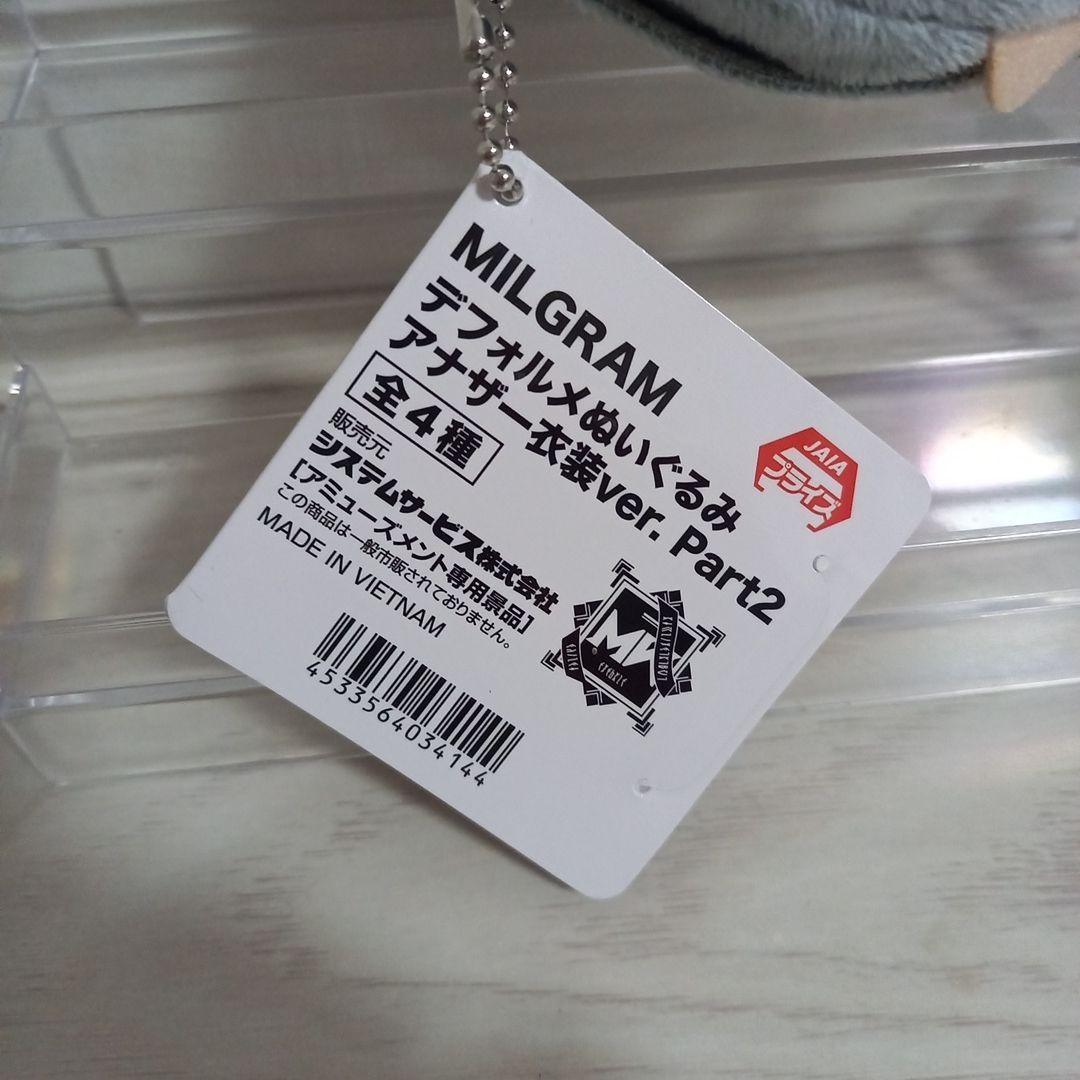 MILGRAM
デフォルメぬいぐるみ
アナザー衣装ver. Part2
全4種
販売元
システムサービス株式会社
[アミューズメント専用景品]
この商品は一般市販されておりません。
MADE IN VIETNAM
4533564034144
JAIA
プライズ